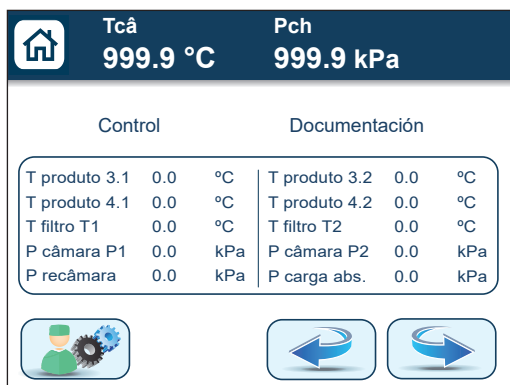 Tcâ Pch
999.9 °C 999.9 kPa
Control Documentación
T produto 3.1 0.0 ºC T produto 3.2 0.0 ºC
T produto 4.1 0.0 ºC T produto 4.2 0.0 ºC
T filtro T1 0.0 ºC T filtro T2 0.0 ºC
P câmara P1 0.0 kPa P câmara P2 0.0 kPa
P recâmara 0.0 kPa P carga abs. 0.0 kPa